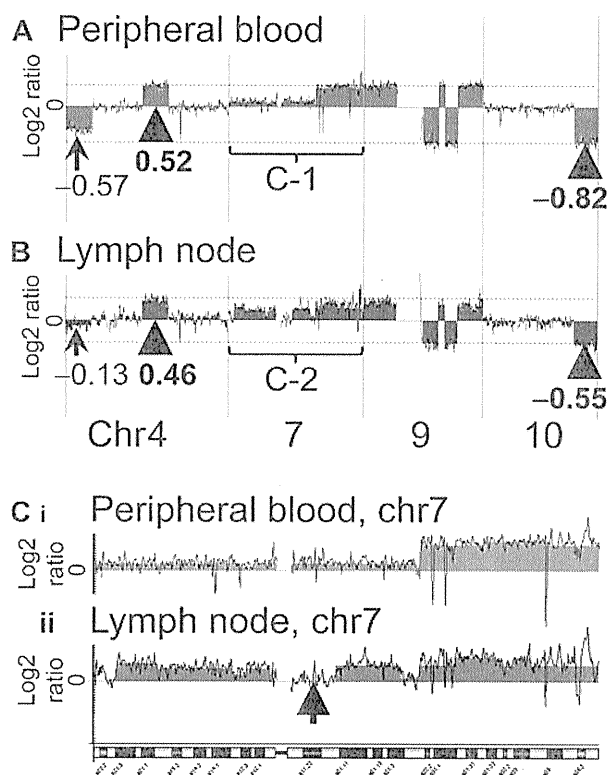 A Peripheral blood
Log2 ratio
0
−0.57
0.52
C-1
−0.82
B Lymph node
Log2 ratio
0
−0.13
0.46
C-2
−0.55
Chr4 7 9 10
C i Peripheral blood, chr7
Log2 ratio
0
ii Lymph node, chr7
Log2 ratio
0